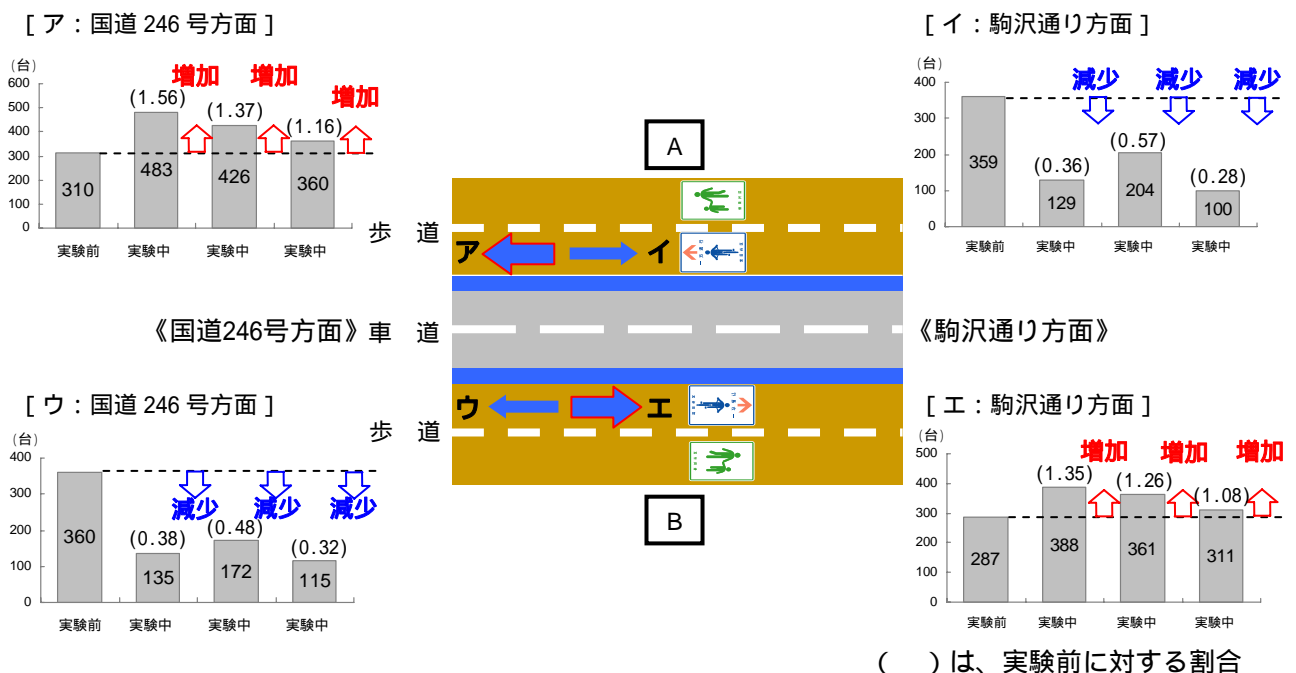 [ ア：国道 246 号方面 ]
(台)
600
500
400
300
200
100
0
増加
増加
増加
(1.56)
(1.37)
(1.16)
310
483
426
360
実験前
実験中
実験中
実験中
[ イ：駒沢通り方面 ]
(台)
400
300
200
100
0
減少
減少
減少
(0.36)
(0.57)
(0.28)
359
129
204
100
実験前
実験中
実験中
実験中
A
歩 道
ア
イ
《国道246号方面》
車 道
《駒沢通り方面》
ウ
エ
歩 道
B
[ ウ：国道 246 号方面 ]
(台)
400
300
200
100
0
減少
減少
減少
(0.38)
(0.48)
(0.32)
360
135
172
115
実験前
実験中
実験中
実験中
[ エ：駒沢通り方面 ]
(台)
500
400
300
200
100
0
増加
増加
増加
(1.35)
(1.26)
(1.08)
287
388
361
311
実験前
実験中
実験中
実験中
(　) は、実験前に対する割合